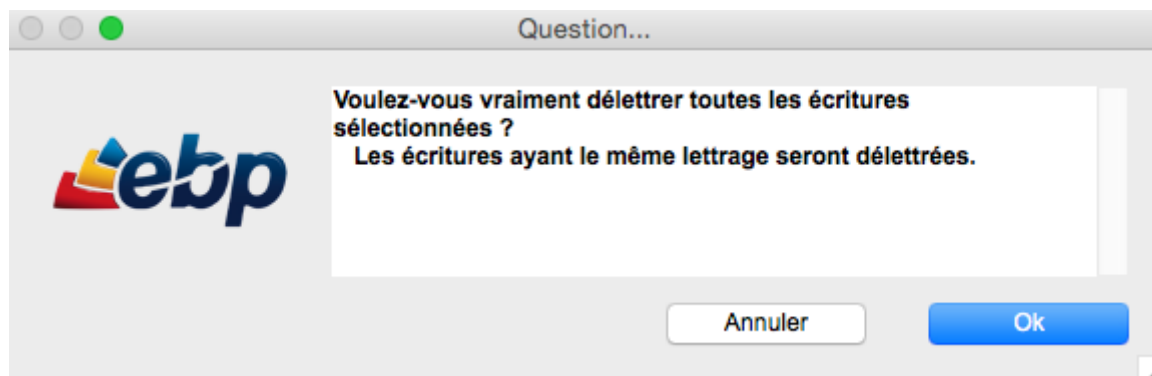 Question...
Voulez-vous vraiment délettrer toutes les écritures
sélectionnées ?
Les écritures ayant le même lettrage seront délettrées.
ebp
Annuler
Ok